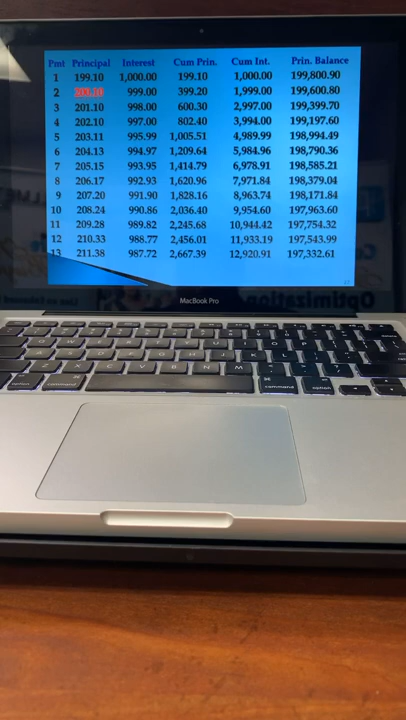 Pmt Principal Interest Cum Prin. Cum Int. Prin. Balance
1 199.10 1,000.00 199.10 1,000.00 199,800.90
2 200.10 999.00 399.20 1,999.00 199,600.80
3 201.10 998.00 600.30 2,997.00 199,399.70
4 202.10 997.00 802.40 3,994.00 199,197.60
5 203.11 995.99 1,005.51 4,989.99 198,994.49
6 204.13 994.97 1,209.64 5,984.96 198,790.36
7 205.15 993.95 1,414.79 6,978.91 198,585.21
8 206.17 992.93 1,620.96 7,971.84 198,379.04
9 207.20 991.90 1,828.16 8,963.74 198,171.84
10 208.24 990.86 2,036.40 9,954.60 197,963.60
11 209.28 989.82 2,245.68 10,944.42 197,754.32
12 210.33 988.77 2,456.01 11,933.19 197,543.99
13 211.38 987.72 2,667.39 12,920.91 197,332.61
Optimization
MacBook Pro
command
option
option
command